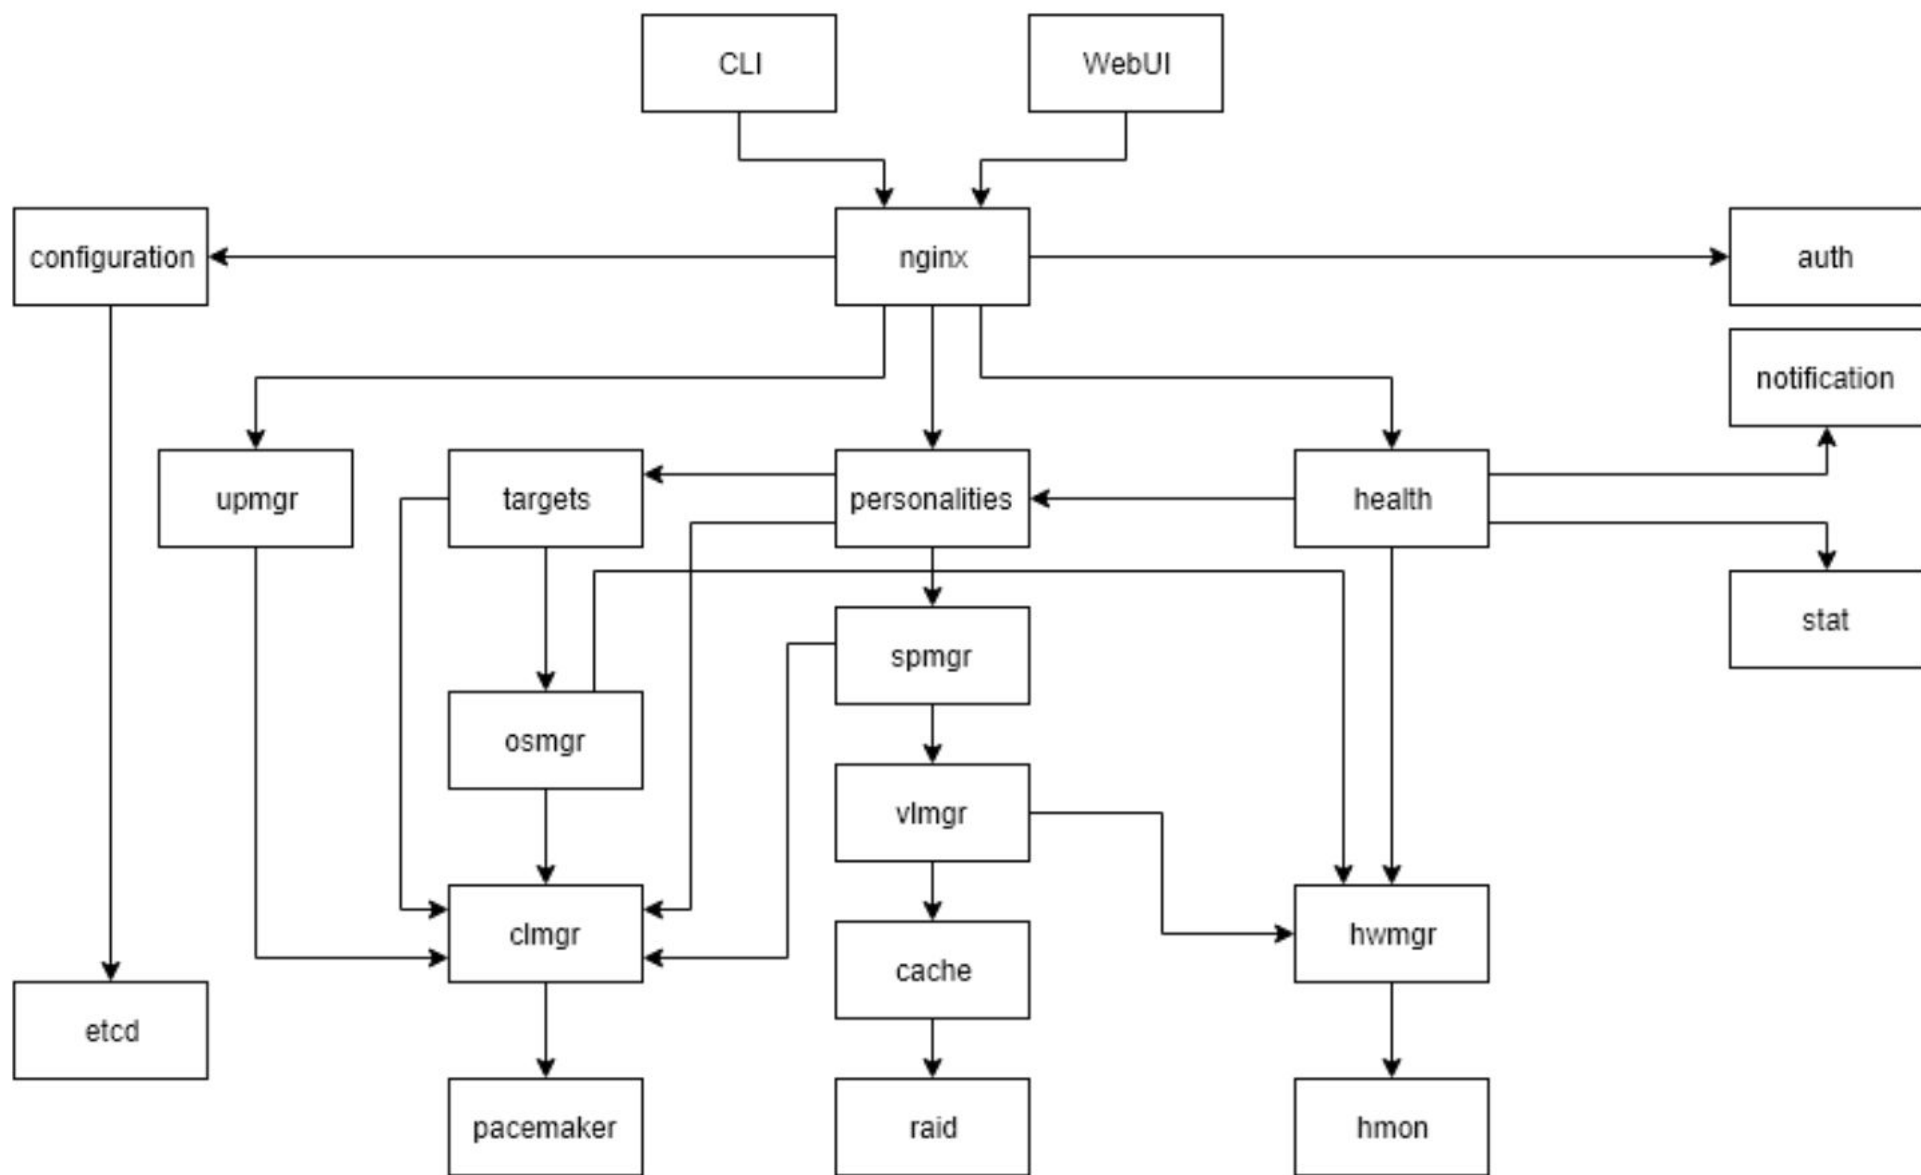 CLI
WebUI
configuration
nginx
auth
notification
upmgr
targets
personalities
health
stat
spmgr
osmgr
vlmgr
clmgr
hwmgr
cache
etcd
pacemaker
raid
hmon